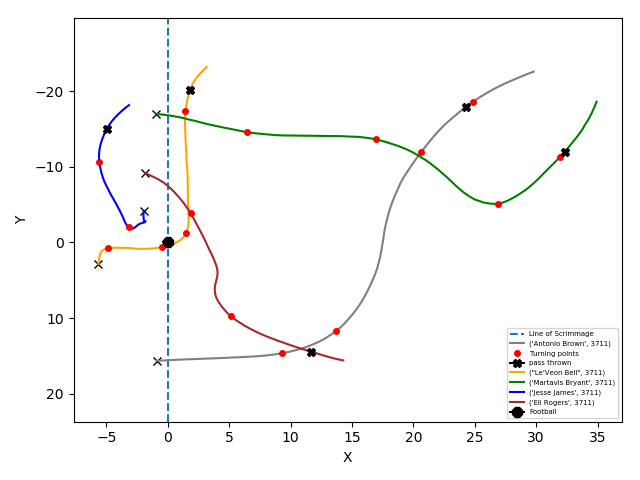 −20
−10
0
10
20
Y
−5
0
5
10
15
20
25
30
35
X
Line of Scrimmage
('Antonio Brown', 3711)
Turning points
pass thrown
("Le'Veon Bell", 3711)
('Martavis Bryant', 3711)
('Jesse James', 3711)
('Eli Rogers', 3711)
Football